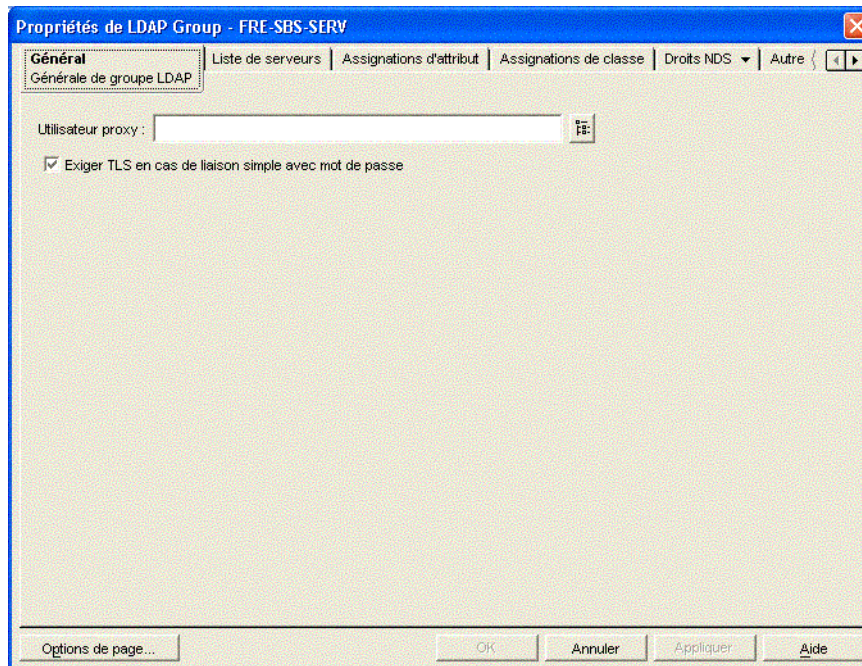 Propriétés de LDAP Group - FRE-SBS-SERV
Général Liste de serveurs Assignations d'attribut Assignations de classe Droits NDS Autre
Générale de groupe LDAP
Utilisateur proxy :
Exiger TLS en cas de liaison simple avec mot de passe
Options de page... OK Annuler Appliquer Aide